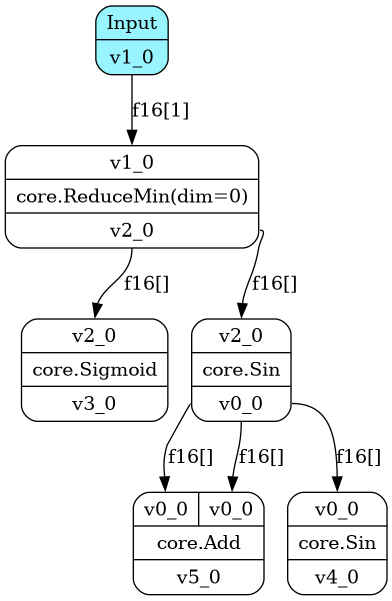 Input
v1_0
f16[1]
v1_0
core.ReduceMin(dim=0)
v2_0
f16[]
f16[]
v2_0
core.Sigmoid
v3_0
v2_0
core.Sin
v0_0
f16[]
f16[]
f16[]
v0_0 v0_0
core.Add
v5_0
v0_0
core.Sin
v4_0